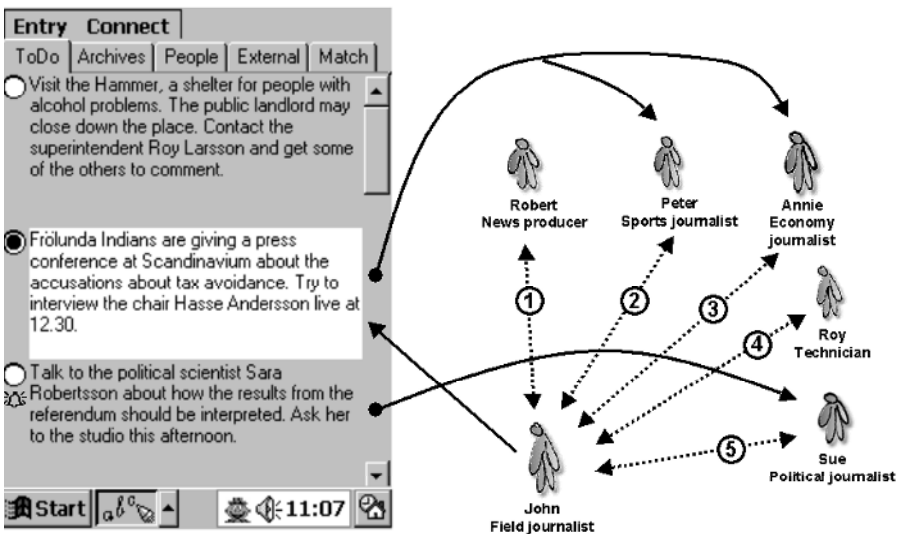 Entry Connect
ToDo Archives People External Match
Visit the Hammer, a shelter for people with
alcohol problems. The public landlord may
close down the place. Contact the
superintendent Roy Larsson and get some
of the others to comment.
Frölunda Indians are giving a press
conference at Scandinavium about the
accusations about tax avoidance. Try to
interview the chair Hasse Andersson live at
12.30.
Talk to the political scientist Sara
Robertsson about how the results from the
referendum should be interpreted. Ask her
to the studio this afternoon.
Start abc 11:07
Robert
News producer
Peter
Sports journalist
Annie
Economy
journalist
Roy
Technician
Sue
Political journalist
John
Field journalist
1
2
3
4
5